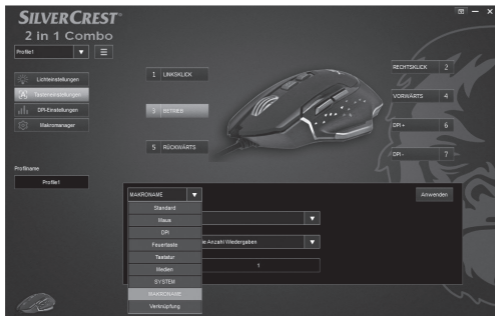 SILVERCREST®
2 in 1 Combo
Profile1
Lichteinstellungen
Tasteneinstellungen
DPI-Einstellungen
Makromanager
Profilname
Profile1
1 LINKSKLICK
3 BETRIEB
5 RÜCKWÄRTS
RECHTSKLICK 2
VORWÄRTS 4
DPI+ 6
DPI- 7
MAKRONAME
Anwenden
Standard
Maus
DPI
Feuertaste
Tastatur
Medien
SYSTEM
MAKRONAME
Verknüpfung
e Anzahl Wiedergaben
1